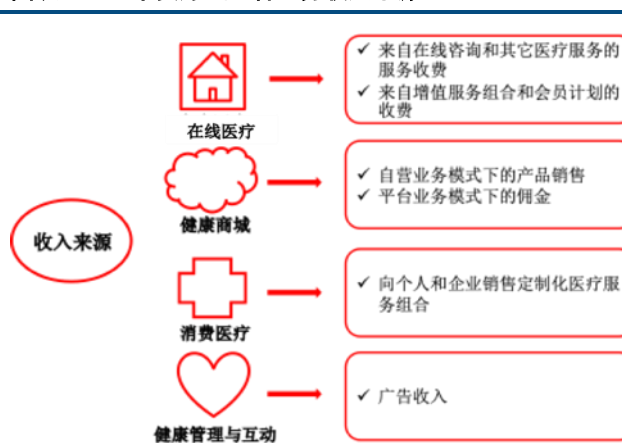 ✓ 来自在线咨询和其它医疗服务的
服务收费
✓ 来自增值服务组合和会员计划的
收费
在线医疗
✓ 自营业务模式下的产品销售
✓ 平台业务模式下的佣金
健康商城
收入来源
✓ 向个人和企业销售定制化医疗服
务组合
消费医疗
✓ 广告收入
健康管理与互动